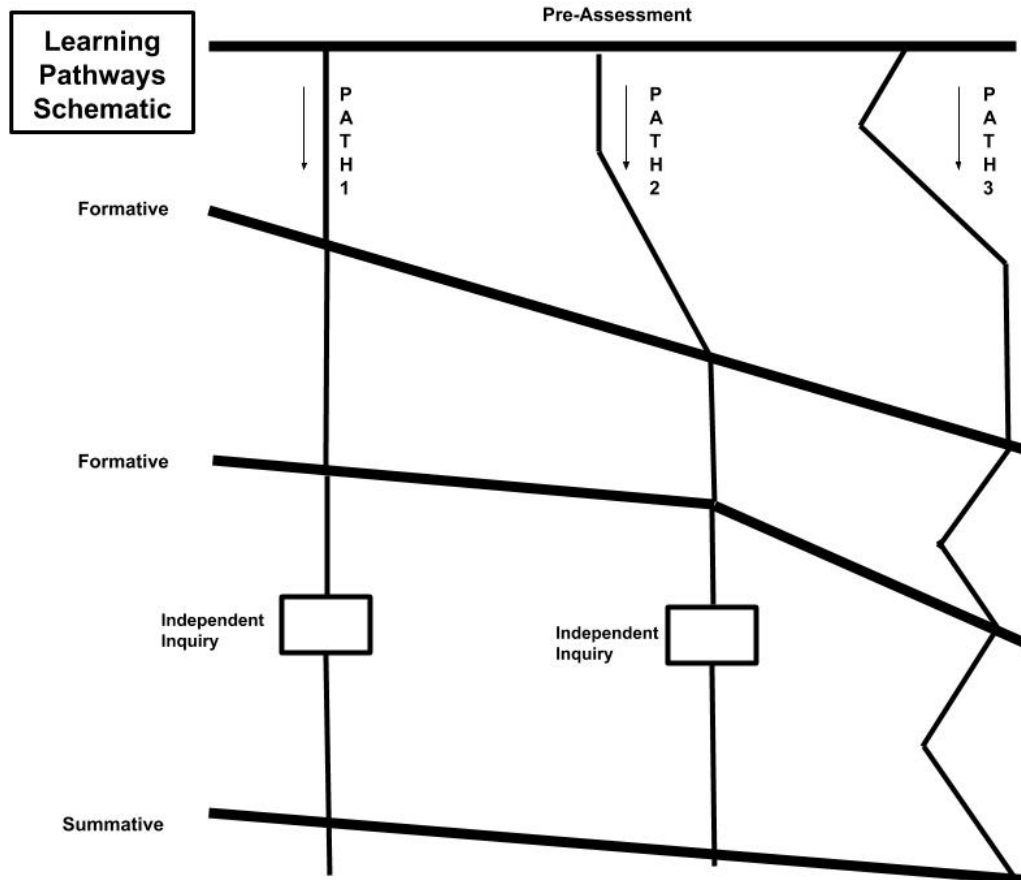 Pre-Assessment
Learning
Pathways
Schematic
P
A
T
H
1
P
A
T
H
2
P
A
T
H
3
Formative
Formative
Independent
Inquiry
Independent
Inquiry
Summative